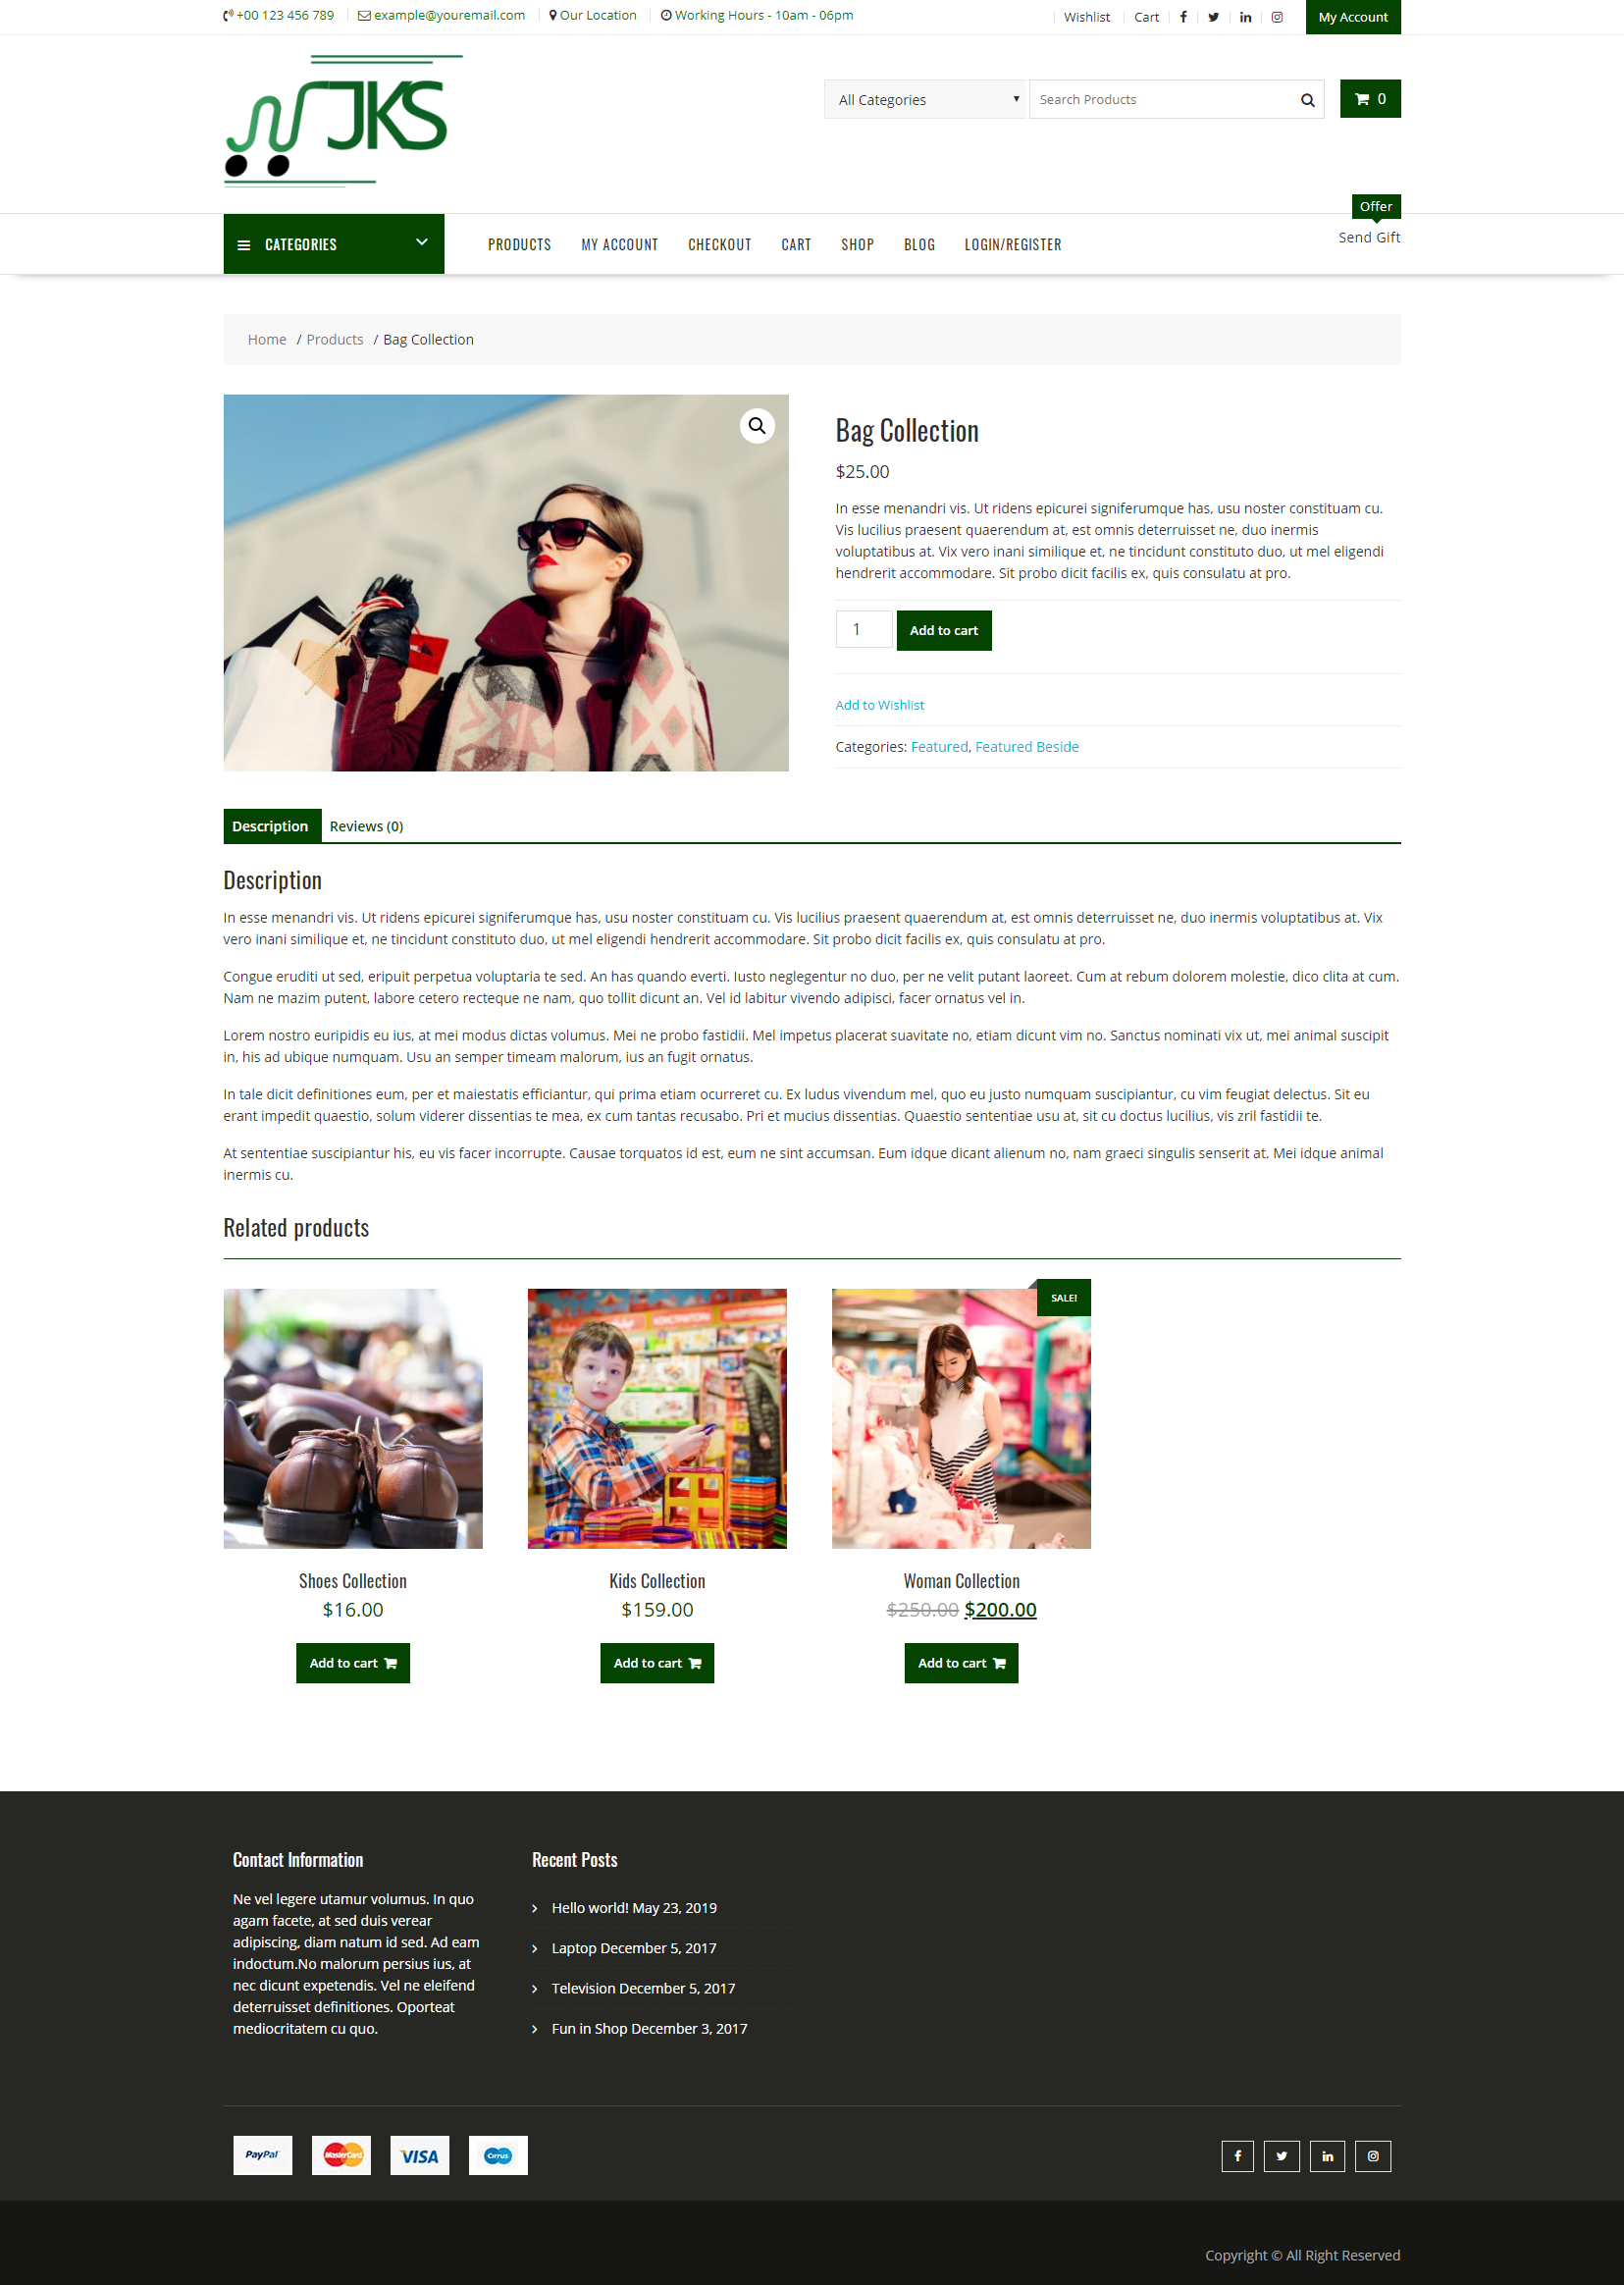 +00 123 456 789 example@youremail.com Our Location Working Hours - 10am - 06pm Wishlist Cart My Account
JKS
All Categories Search Products 0
Offer
CATEGORIES PRODUCTS MY ACCOUNT CHECKOUT CART SHOP BLOG LOGIN/REGISTER Send Gift
Home / Products / Bag Collection
Bag Collection
$25.00
In esse menandri vis. Ut ridens epicurei signiferumque has, usu noster constituam cu.
Vis lucilius praesent quaerendum at, est omnis deterruisset ne, duo inermis
voluptatibus at. Vix vero inani similique et, ne tincidunt constituto duo, ut mel eligendi
hendrerit accommodare. Sit probo dicit facilis ex, quis consulatu at pro.
1 Add to cart
Add to Wishlist
Categories: Featured, Featured Beside
Description Reviews (0)
Description
In esse menandri vis. Ut ridens epicurei signiferumque has, usu noster constituam cu. Vis lucilius praesent quaerendum at, est omnis deterruisset ne, duo inermis voluptatibus at. Vix
vero inani similique et, ne tincidunt constituto duo, ut mel eligendi hendrerit accommodare. Sit probo dicit facilis ex, quis consulatu at pro.
Congue eruditi ut sed, eripuit perpetua voluptaria te sed. An has quando everti. Iusto neglegentur no duo, per ne velit putant laoreet. Cum at rebum dolorem molestie, dico clita at cum.
Nam ne mazim putent, labore cetero recteque ne nam, quo tollit dicunt an. Vel id labitur vivendo adipisci, facer ornatus vel in.
Lorem nostro euripidis eu ius, at mei modus dictas volumus. Mei ne probo fastidii. Mel impetus placerat suavitate no, etiam dicunt vim no. Sanctus nominati vix ut, mei animal suscipit
in, his ad ubique numquam. Usu an semper timeam malorum, ius an fugit ornatus.
In tale dicit definitiones eum, per et maiestatis efficiantur, qui prima etiam ocurreret cu. Ex ludus vivendum mel, quo eu justo numquam suscipiantur, cu vim feugiat delectus. Sit eu
erant impedit quaestio, solum viderer dissentias te mea, ex cum tantas recusabo. Pri et mucius dissentias. Quaestio sententiae usu at, sit cu doctus lucilius, vis zril fastidii te.
At sententiae suscipiantur his, eu vis facer incorrupte. Causae torquatos id est, eum ne sint accumsan. Eum idque dicant alienum no, nam graeci singulis senserit at. Mei idque animal
inermis cu.
Related products
SALE!
Shoes Collection Kids Collection Woman Collection
$16.00 $159.00 $250.00 $200.00
Add to cart Add to cart Add to cart
Contact Information
Ne vel legere utamur volumus. In quo
agam facete, at sed duis verear
adipiscing, diam natum id sed. Ad eam
indoctum.No malorum persius ius, at
nec dicunt expetendis. Vel ne eleifend
deterruisset definitiones. Oporteat
mediocritatem cu quo.
Recent Posts
Hello world! May 23, 2019
Laptop December 5, 2017
Television December 5, 2017
Fun in Shop December 3, 2017
PayPal MasterCard VISA Cirrus
Copyright © All Right Reserved